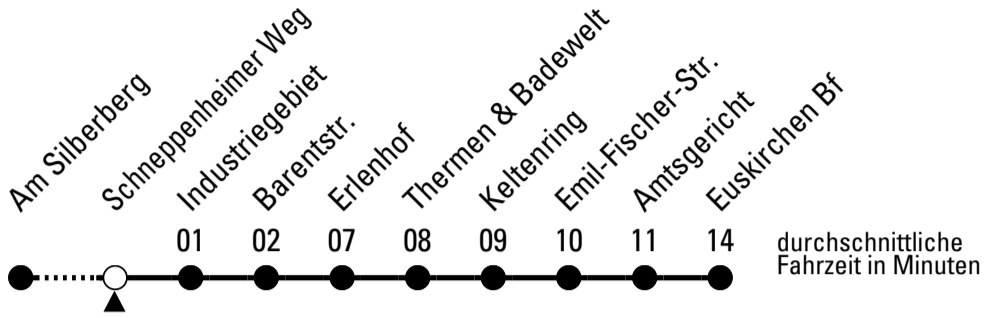 Am Silberberg
Schneppenheimer Weg
Industriegebiet
Barentstr.
Erlenhof
Thermen & Badewelt
Keltenring
Emil-Fischer-Str.
Amtsgericht
Euskirchen Bf
01 02 07 08 09 10 11 14
durchschnittliche
Fahrzeit in Minuten